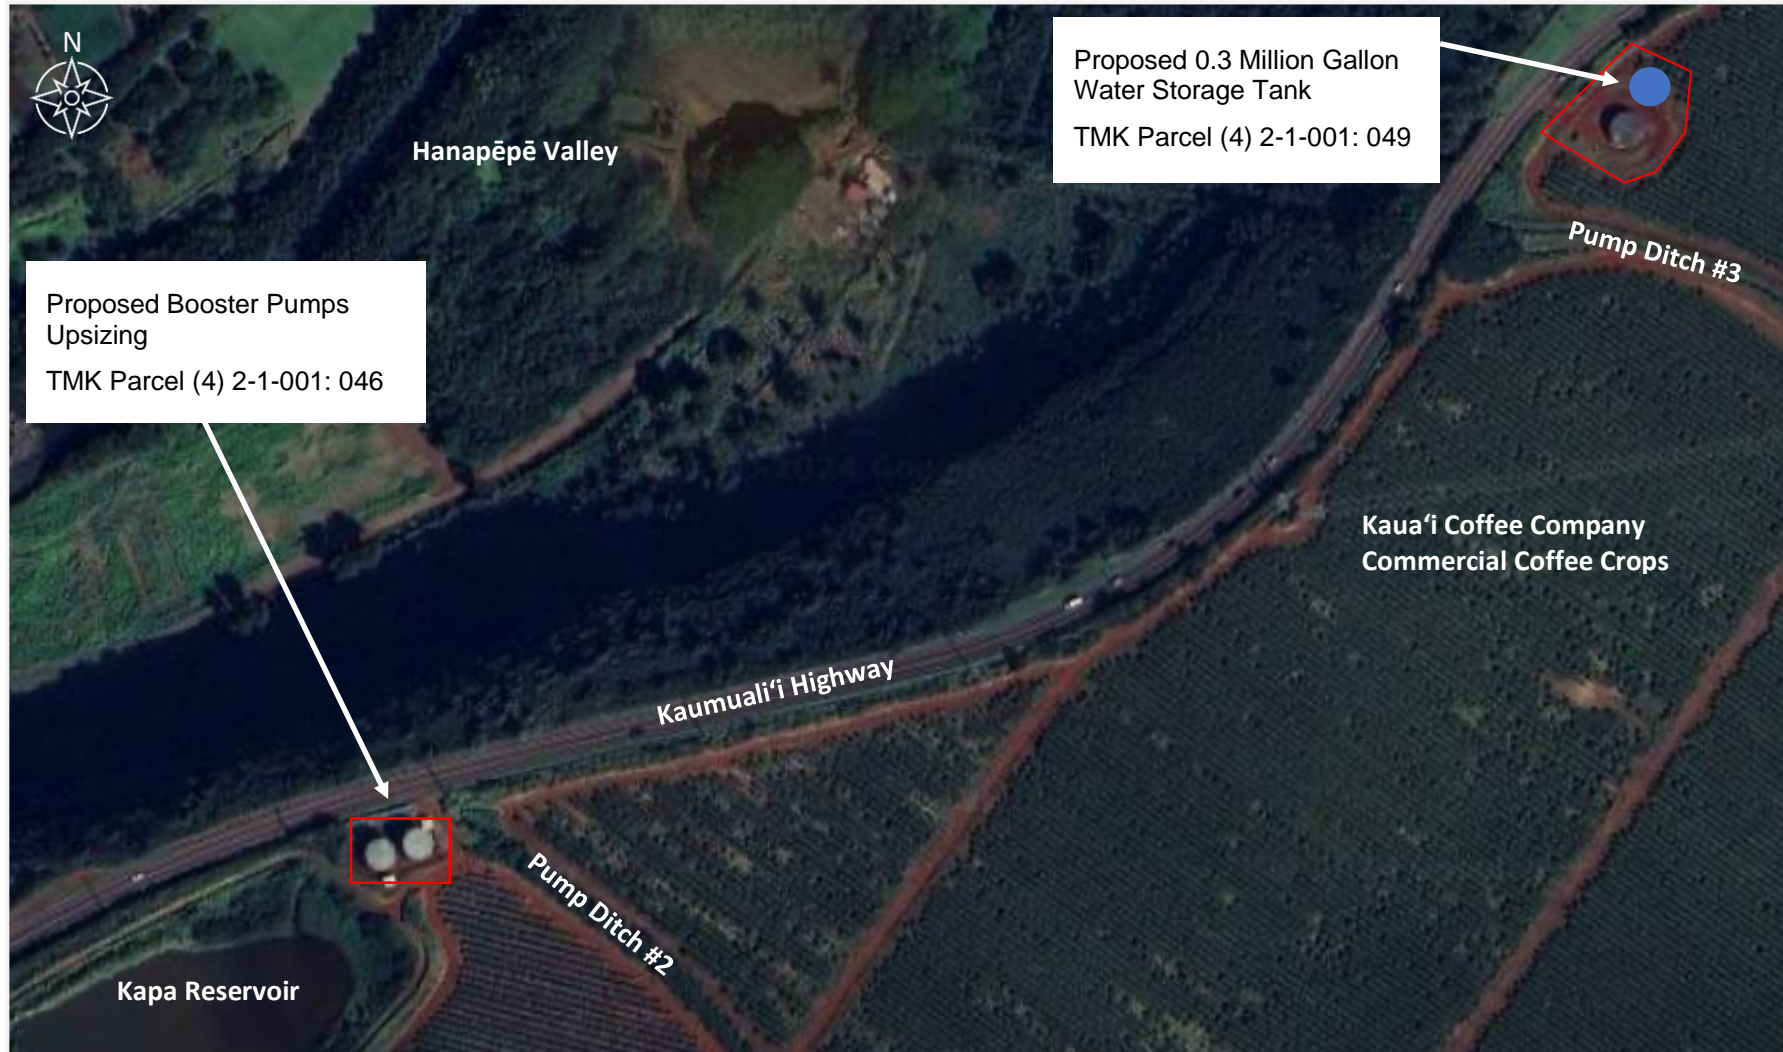 N
Proposed 0.3 Million Gallon
Water Storage Tank
TMK Parcel (4) 2-1-001: 049
Hanapēpē Valley
Pump Ditch #3
Proposed Booster Pumps
Upsizing
TMK Parcel (4) 2-1-001: 046
Kauaʻi Coffee Company
Commercial Coffee Crops
Kaumualiʻi Highway
Pump Ditch #2
Kapa Reservoir